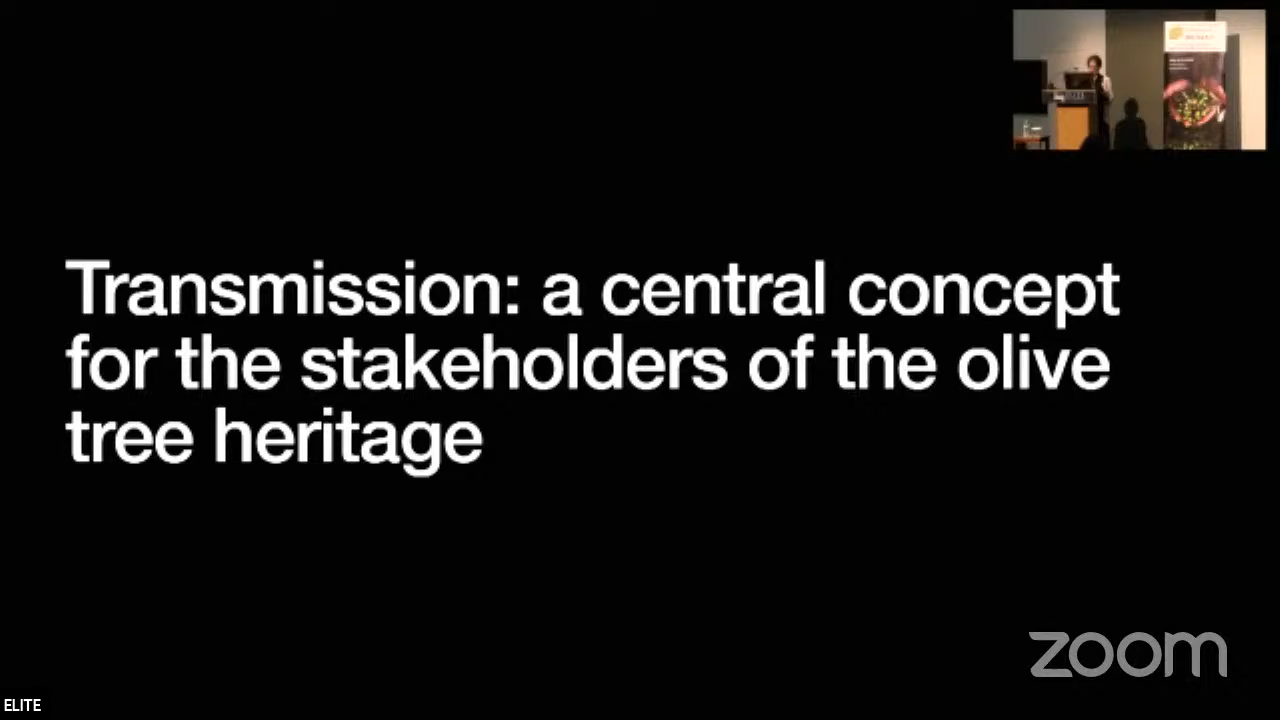 Transmission: a central concept
for the stakeholders of the olive
tree heritage
zoom
ELITE